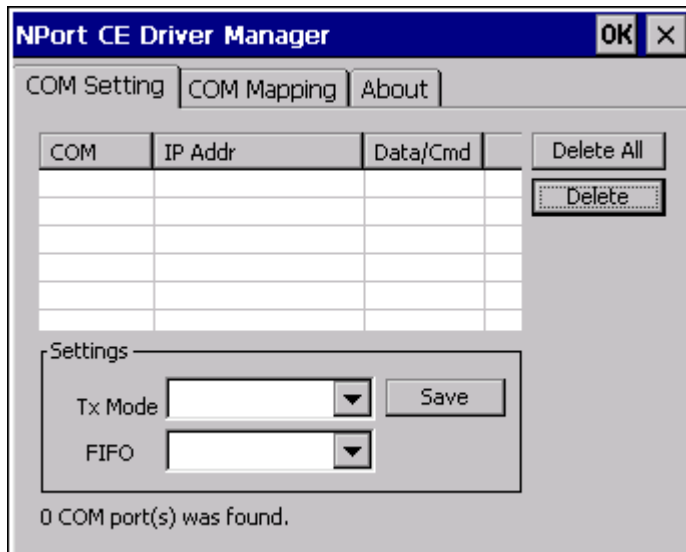 NPort CE Driver Manager OK ×
COM Setting COM Mapping About
COM IP Addr Data/Cmd Delete All
Delete
Settings
Tx Mode Save
FIFO
0 COM port(s) was found.